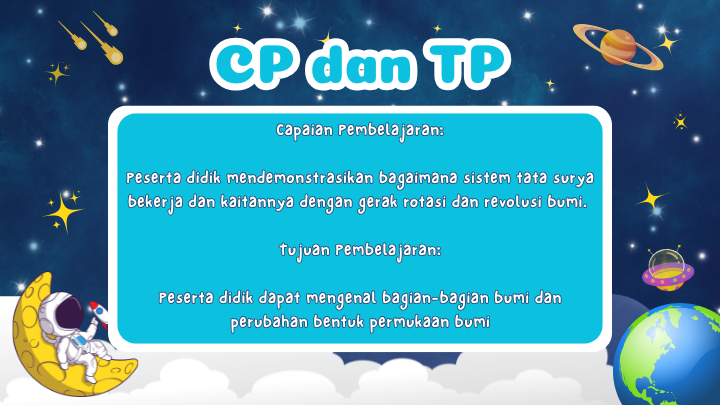 CP dan TP
Capaian Pembelajaran:
Peserta didik mendemonstrasikan bagaimana sistem tata surya
bekerja dan kaitannya dengan gerak rotasi dan revolusi bumi.
Tujuan Pembelajaran:
Peserta didik dapat mengenal bagian-bagian bumi dan
perubahan bentuk permukaan bumi